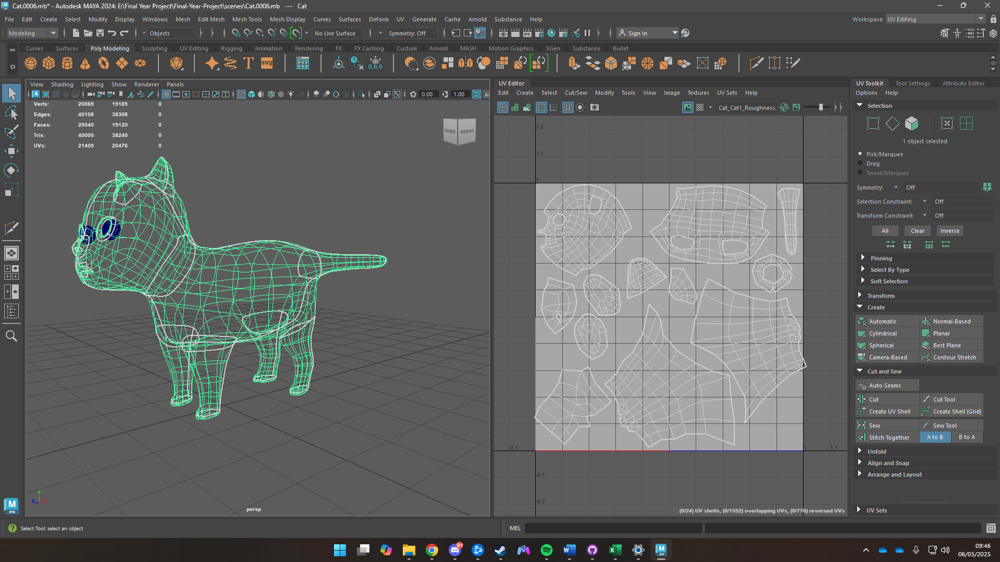 Cat.0006.mb* - Autodesk MAYA 2024: E:\Final Year Project\Final-Year-Project\scenes\Cat.0006.mb --- Cat
File Edit Create Select Modify Display Windows Mesh Edit Mesh Mesh Tools Mesh Display Curves Surfaces Deform UV Generate Cache Arnold Substance Help
Workspace: UV Editing
Modeling Objects No Live Surface Symmetry: Off IPR Sign In
Curves Surfaces Poly Modeling Sculpting UV Editing Rigging Animation Rendering FX FX Caching Custom Arnold MASH Motion Graphics XGen Substance Bullet
T SVG 0,0,0
View Shading Lighting Show Renderer Panels
0.00 1.00 ON
Verts: 20069 19185 0
Edges: 40108 38308 0
Faces: 20040 19120 0
Tris: 40000 38240 0
UVs: 21400 20476 0
FRONT RIGHT
y
z x
persp
UV Editor
Edit Create Select Cut/Sew Modify Tools View Image Textures UV Sets Help
Cat_Cat1_Roughness. RGB
1.2
1.1
1
-0.1 1 1.1
-0.1
-0.2
(0/24) UV shells, (0/1552) overlapping UVs, (0/776) reversed UVs
UV Toolkit Tool Settings Attribute Editor
Options Help
Selection
1 object selected
Pick/Marquee
Drag
Tweak/Marquee
Symmetry: Off
Selection Constraint: Off
Transform Constraint: Off
All Clear Inverse
Pinning
Select By Type
Soft Selection
Transform
Create
Automatic Normal-Based
Cylindrical Planar
Spherical Best Plane
Camera-Based Contour Stretch
Cut and Sew
Auto-Seams
Cut Cut Tool
Create UV Shell Create Shell (Grid)
Sew Sew Tool
Stitch Together A to B B to A
Unfold
Align and Snap
Arrange and Layout
UV Sets
M
AYA
Select Tool: select an object
MEL
9+
09:46
06/05/2025